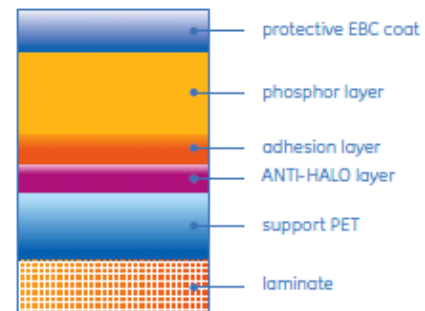 protective EBC coat
phosphor layer
adhesion layer
ANTI-HALO layer
support PET
laminate